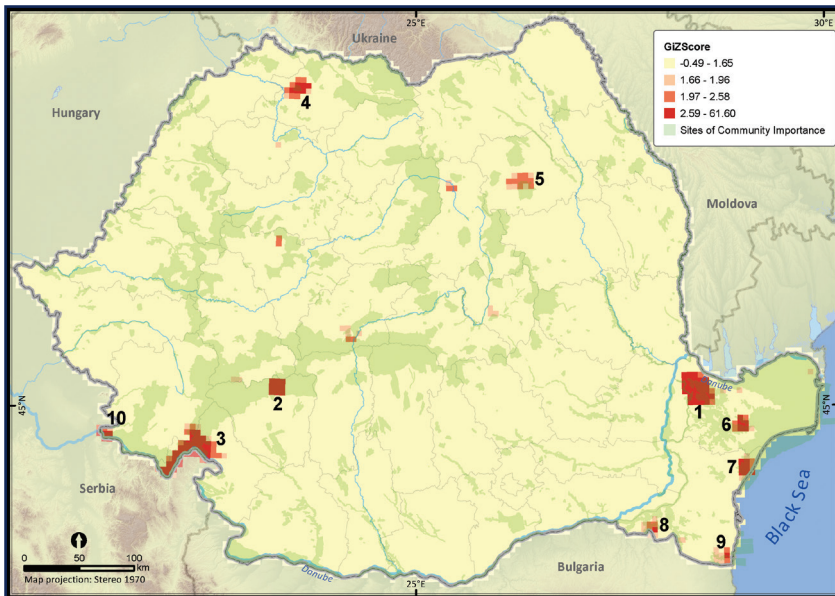 25°E
30°E
Ukraine
GiZScore
-0.49 - 1.65
1.66 - 1.96
1.97 - 2.58
2.59 - 61.60
Sites of Community Importance
Hungary
4
5
Moldova
Danube
45°N
45°N
2
1
10
3
6
7
Serbia
8
9
Black Sea
0 50 100
km
Map projection: Stereo 1970
Danube
25°E
Bulgaria